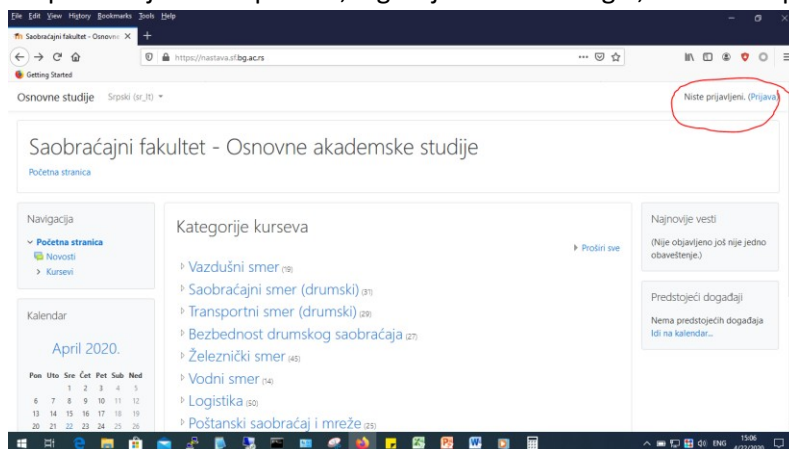 File Edit View History Bookmarks Tools Help
Saobraćajni fakultet - Osnovne
https://nastava.sf.bg.ac.rs
Getting Started
Osnovne studije Srpski (sr_lt)
Niste prijavljeni. (Prijava)
Saobraćajni fakultet - Osnovne akademske studije
Početna stranica
Navigacija
Početna stranica
Novosti
Kursevi
Kalendar
April 2020.
Pon Uto Sre Čet Pet Sub Ned
1 2 3 4 5
6 7 8 9 10 11 12
13 14 15 16 17 18 19
20 21 22 23 24 25 26
Kategorije kurseva
Proširi sve
Vazdušni smer (19)
Saobraćajni smer (drumski) (31)
Transportni smer (drumski) (29)
Bezbednost drumskog saobraćaja (27)
Železnički smer (45)
Vodni smer (14)
Logistika (50)
Poštanski saobraćaj i mreže (25)
Najnovije vesti
(Nije objavljeno još nije jedno
obaveštenje.)
Predstojeći događaji
Nema predstojećih događaja
Idi na kalendar...
ENG
15:06
4/22/2020